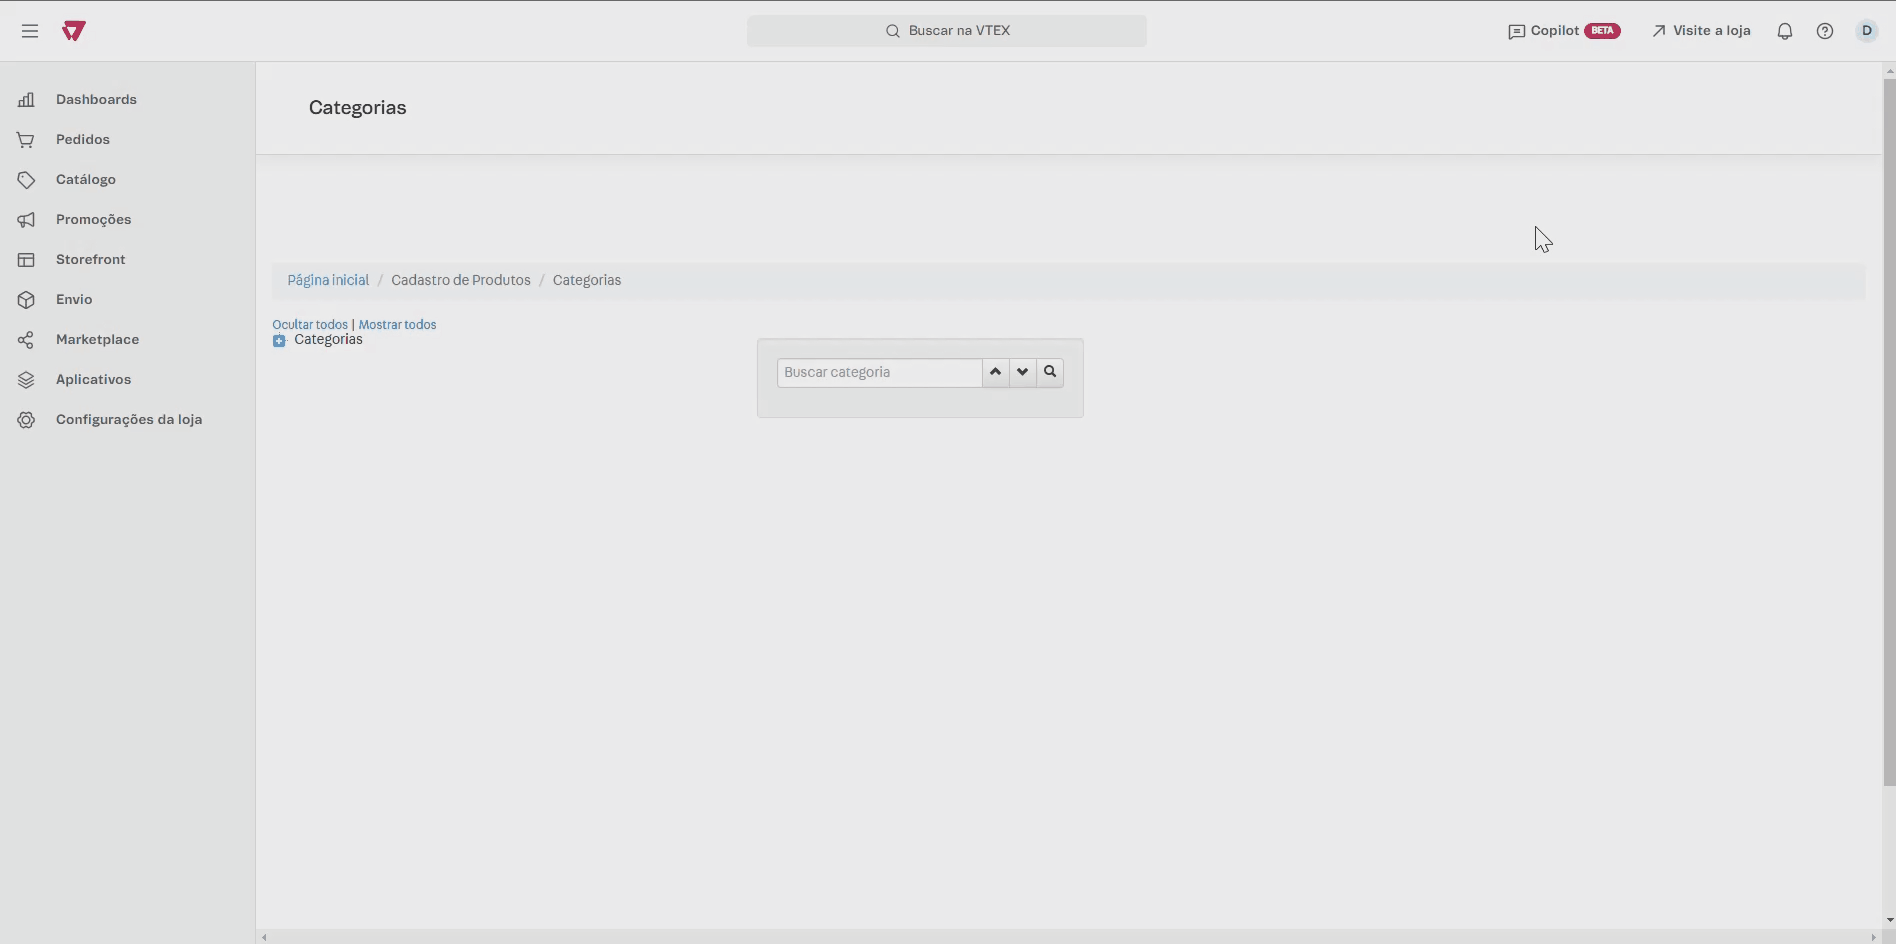 Buscar na VTEX
Copilot BETA
Visite a loja
D
Dashboards
Pedidos
Catálogo
Promoções
Storefront
Envio
Marketplace
Aplicativos
Configurações da loja
Categorias
Página inicial / Cadastro de Produtos / Categorias
Ocultar todos | Mostrar todos
Categorias
Buscar categoria